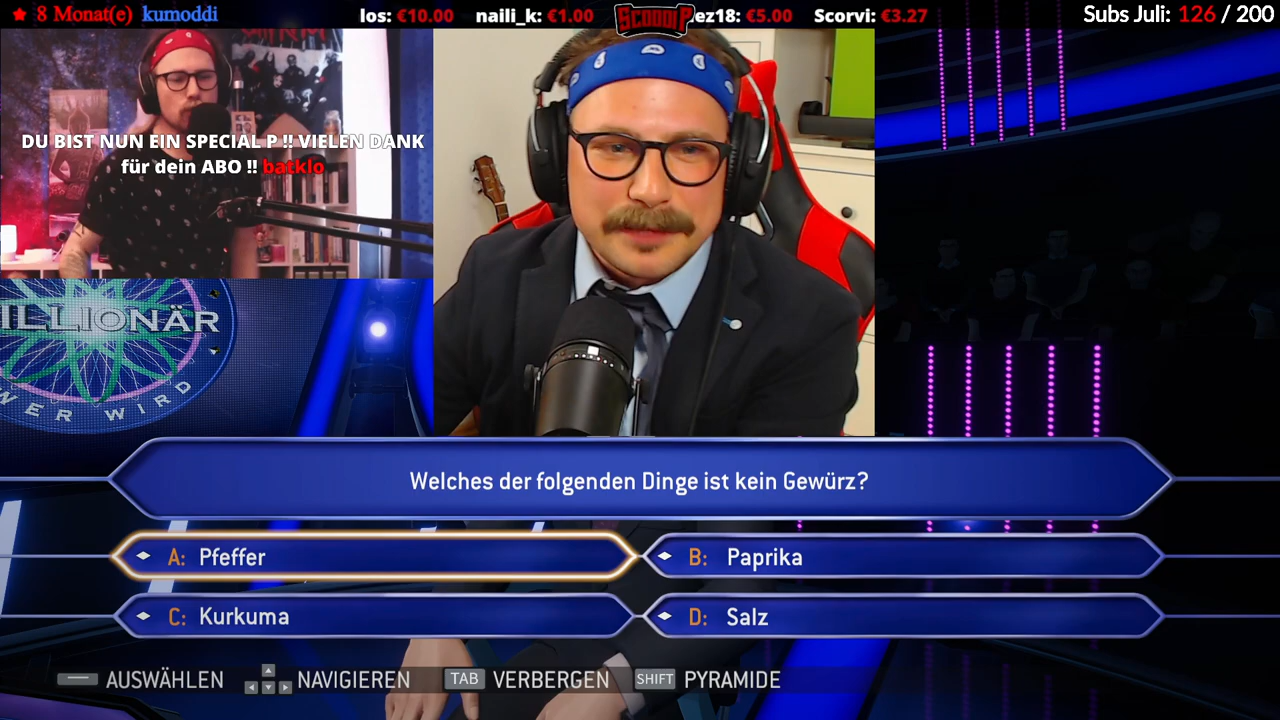 ★ 8 Monat(e) kumoddi
los: €10.00 naili_k: €1.00 ez18: €5.00 Scorvi: €3.27
SCOOOLP
Subs Juli: 126 / 200
DU BIST NUN EIN SPECIAL P !! VIELEN DANK
für dein ABO !! batklo
ILLIONÄR
WER WIRD
Welches der folgenden Dinge ist kein Gewürz?
A: Pfeffer
B: Paprika
C: Kurkuma
D: Salz
AUSWÄHLEN NAVIGIEREN TAB VERBERGEN SHIFT PYRAMIDE